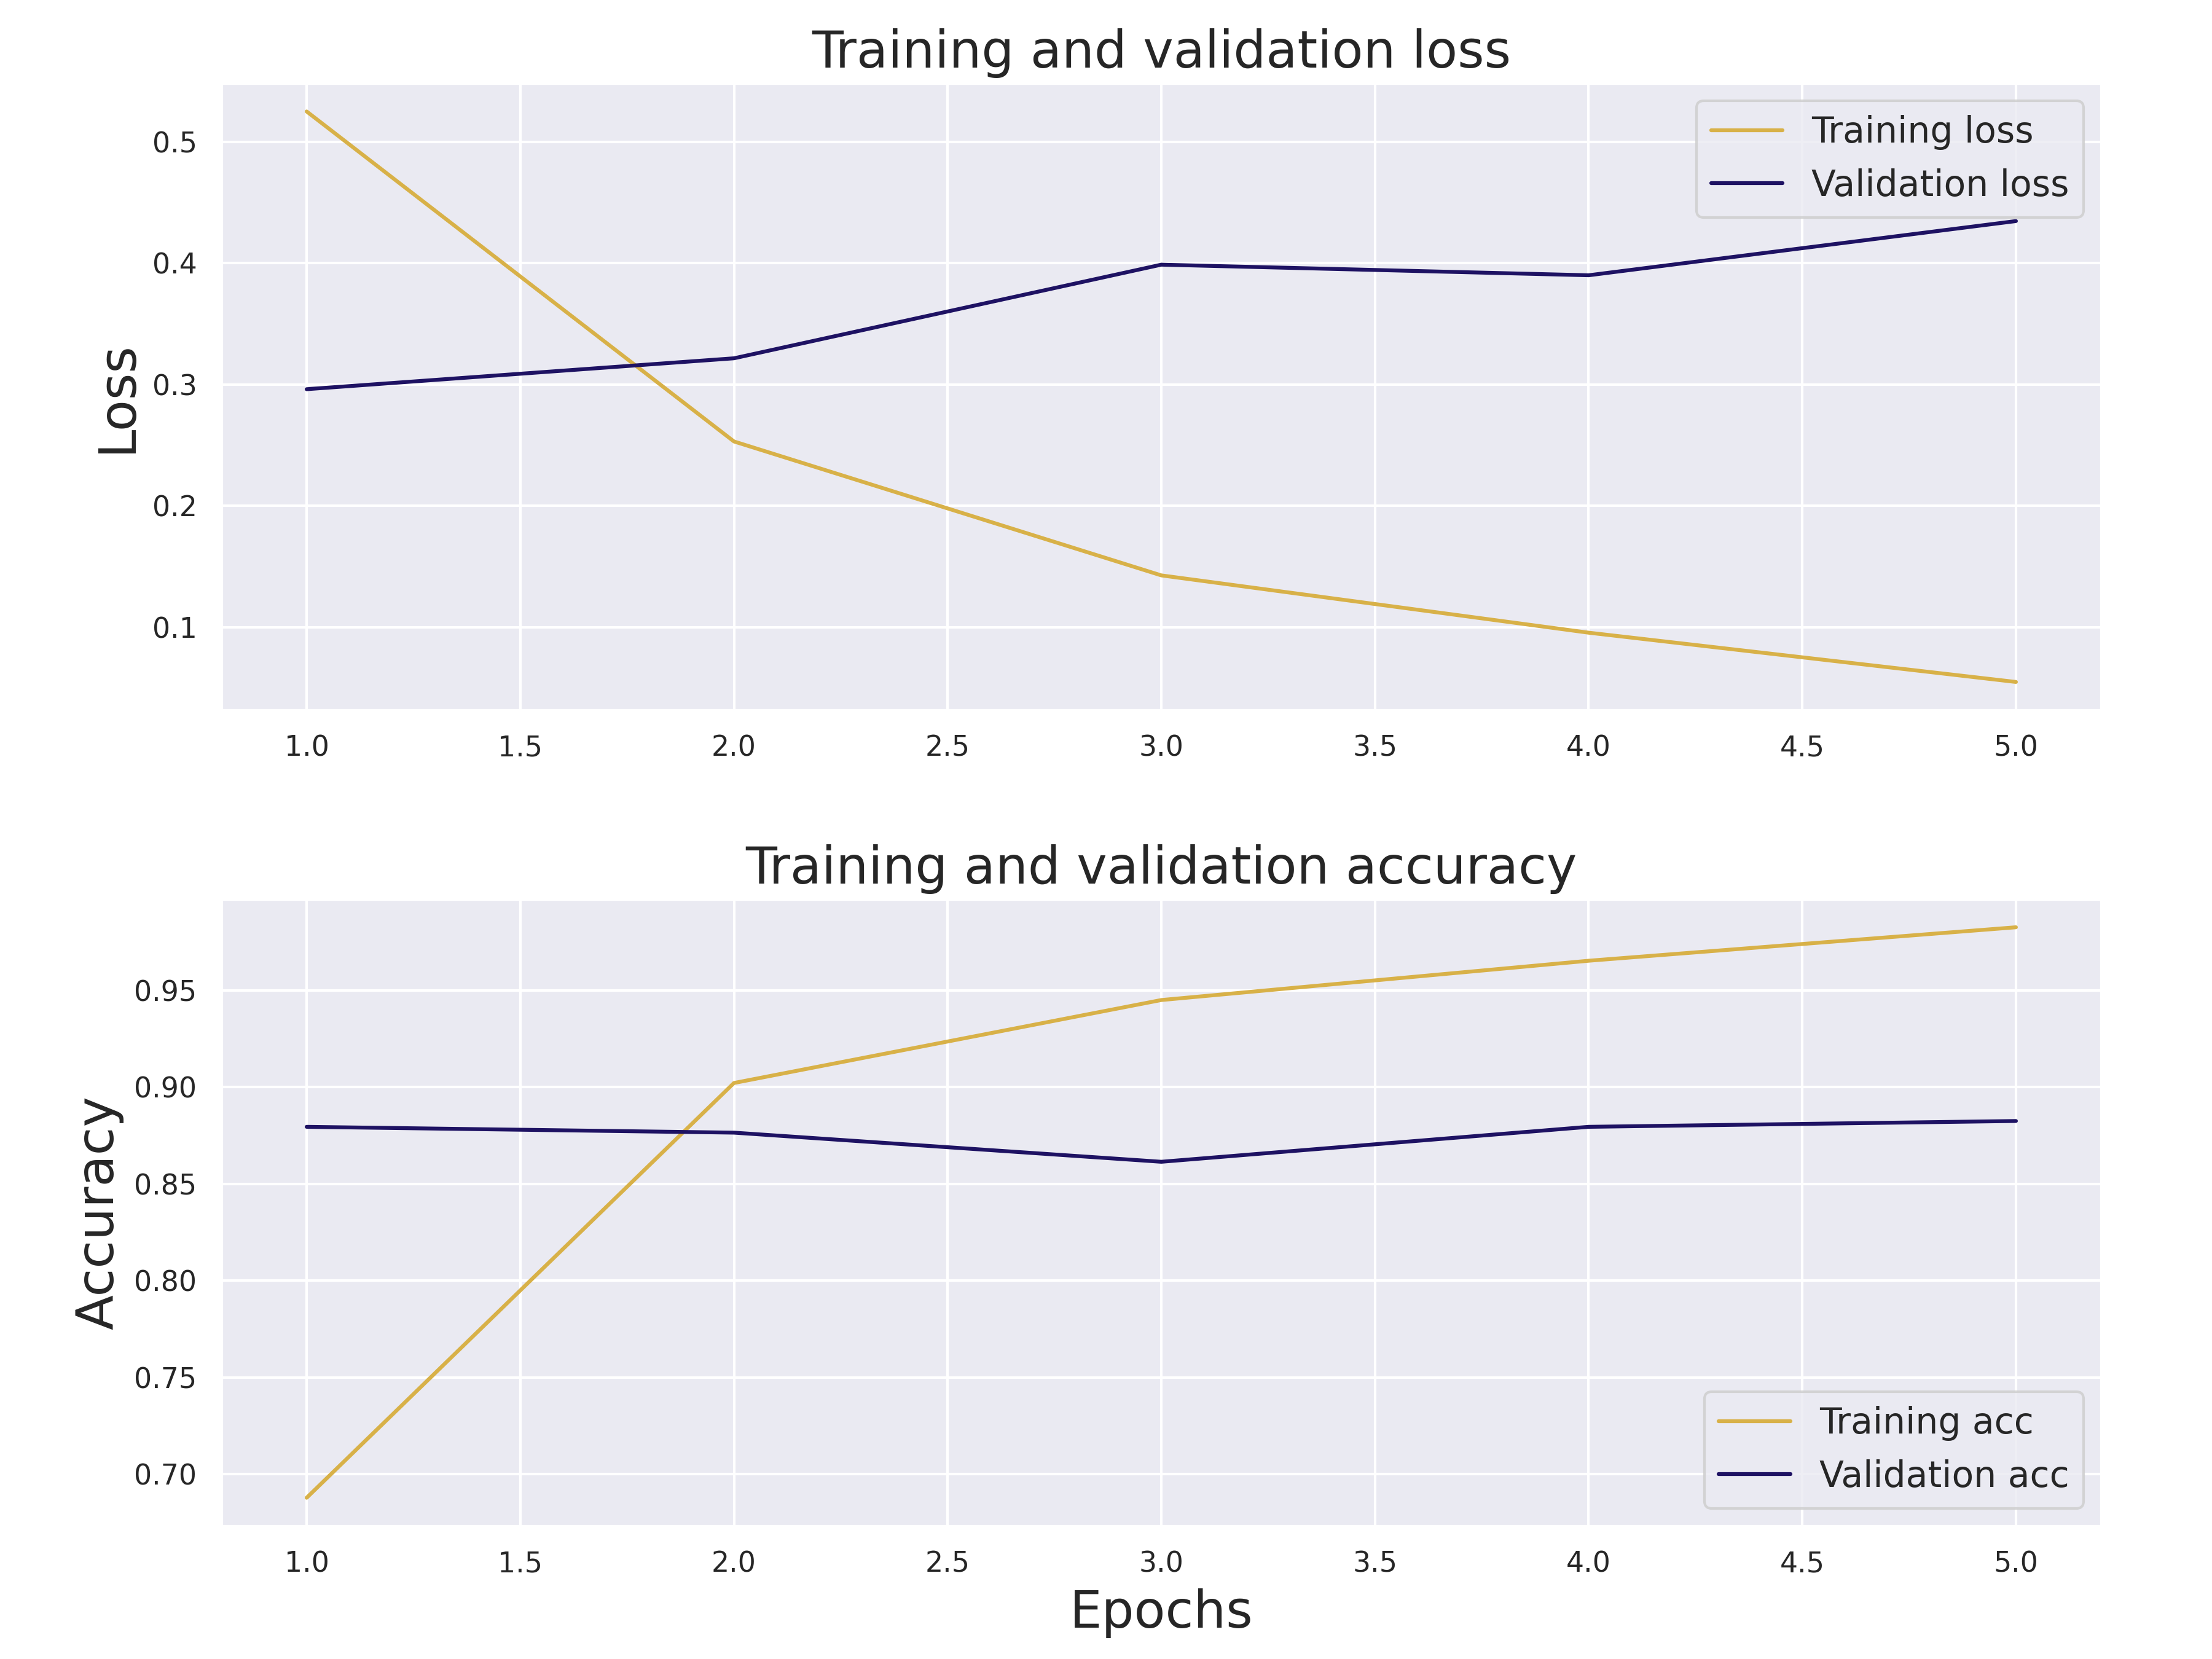 Training and validation loss
Training loss
Validation loss
Loss
0.5
0.4
0.3
0.2
0.1
1.0 1.5 2.0 2.5 3.0 3.5 4.0 4.5 5.0
Training and validation accuracy
Accuracy
0.95
0.90
0.85
0.80
0.75
0.70
Training acc
Validation acc
1.0 1.5 2.0 2.5 3.0 3.5 4.0 4.5 5.0
Epochs